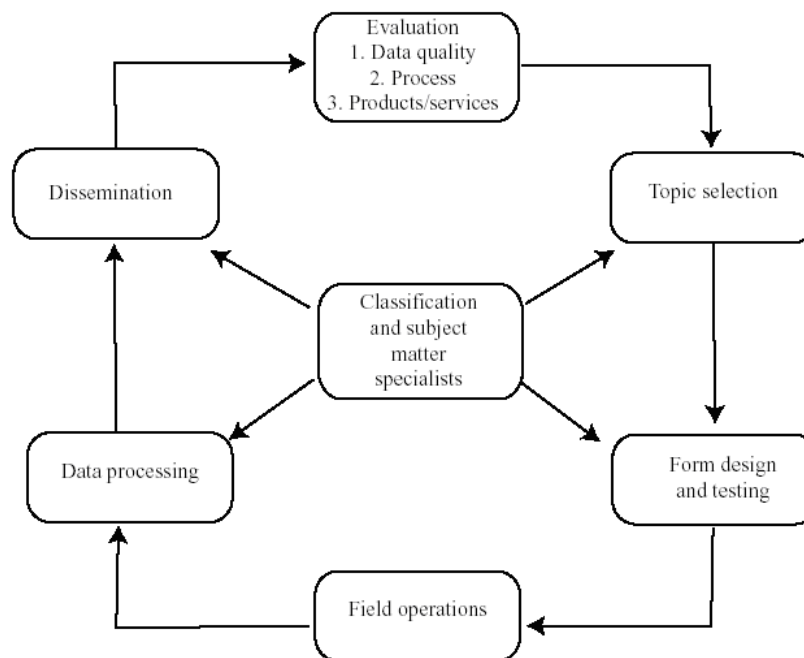 Evaluation
1. Data quality
2. Process
3. Products/services
Dissemination
Topic selection
Classification
and subject
matter
specialists
Data processing
Form design
and testing
Field operations